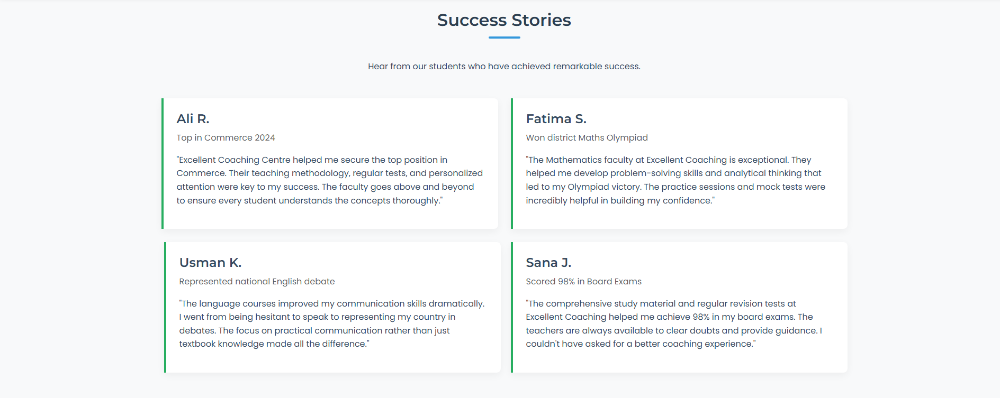 Success Stories
Hear from our students who have achieved remarkable success.
Ali R.
Top in Commerce 2024
"Excellent Coaching Centre helped me secure the top position in
Commerce. Their teaching methodology, regular tests, and personalized
attention were key to my success. The faculty goes above and beyond
to ensure every student understands the concepts thoroughly."
Fatima S.
Won district Maths Olympiad
"The Mathematics faculty at Excellent Coaching is exceptional. They
helped me develop problem-solving skills and analytical thinking that
led to my Olympiad victory. The practice sessions and mock tests were
incredibly helpful in building my confidence."
Usman K.
Represented national English debate
"The language courses improved my communication skills dramatically.
I went from being hesitant to speak to representing my country in
debates. The focus on practical communication rather than just
textbook knowledge made all the difference."
Sana J.
Scored 98% in Board Exams
"The comprehensive study material and regular revision tests at
Excellent Coaching helped me achieve 98% in my board exams. The
teachers are always available to clear doubts and provide guidance. I
couldn't have asked for a better coaching experience."